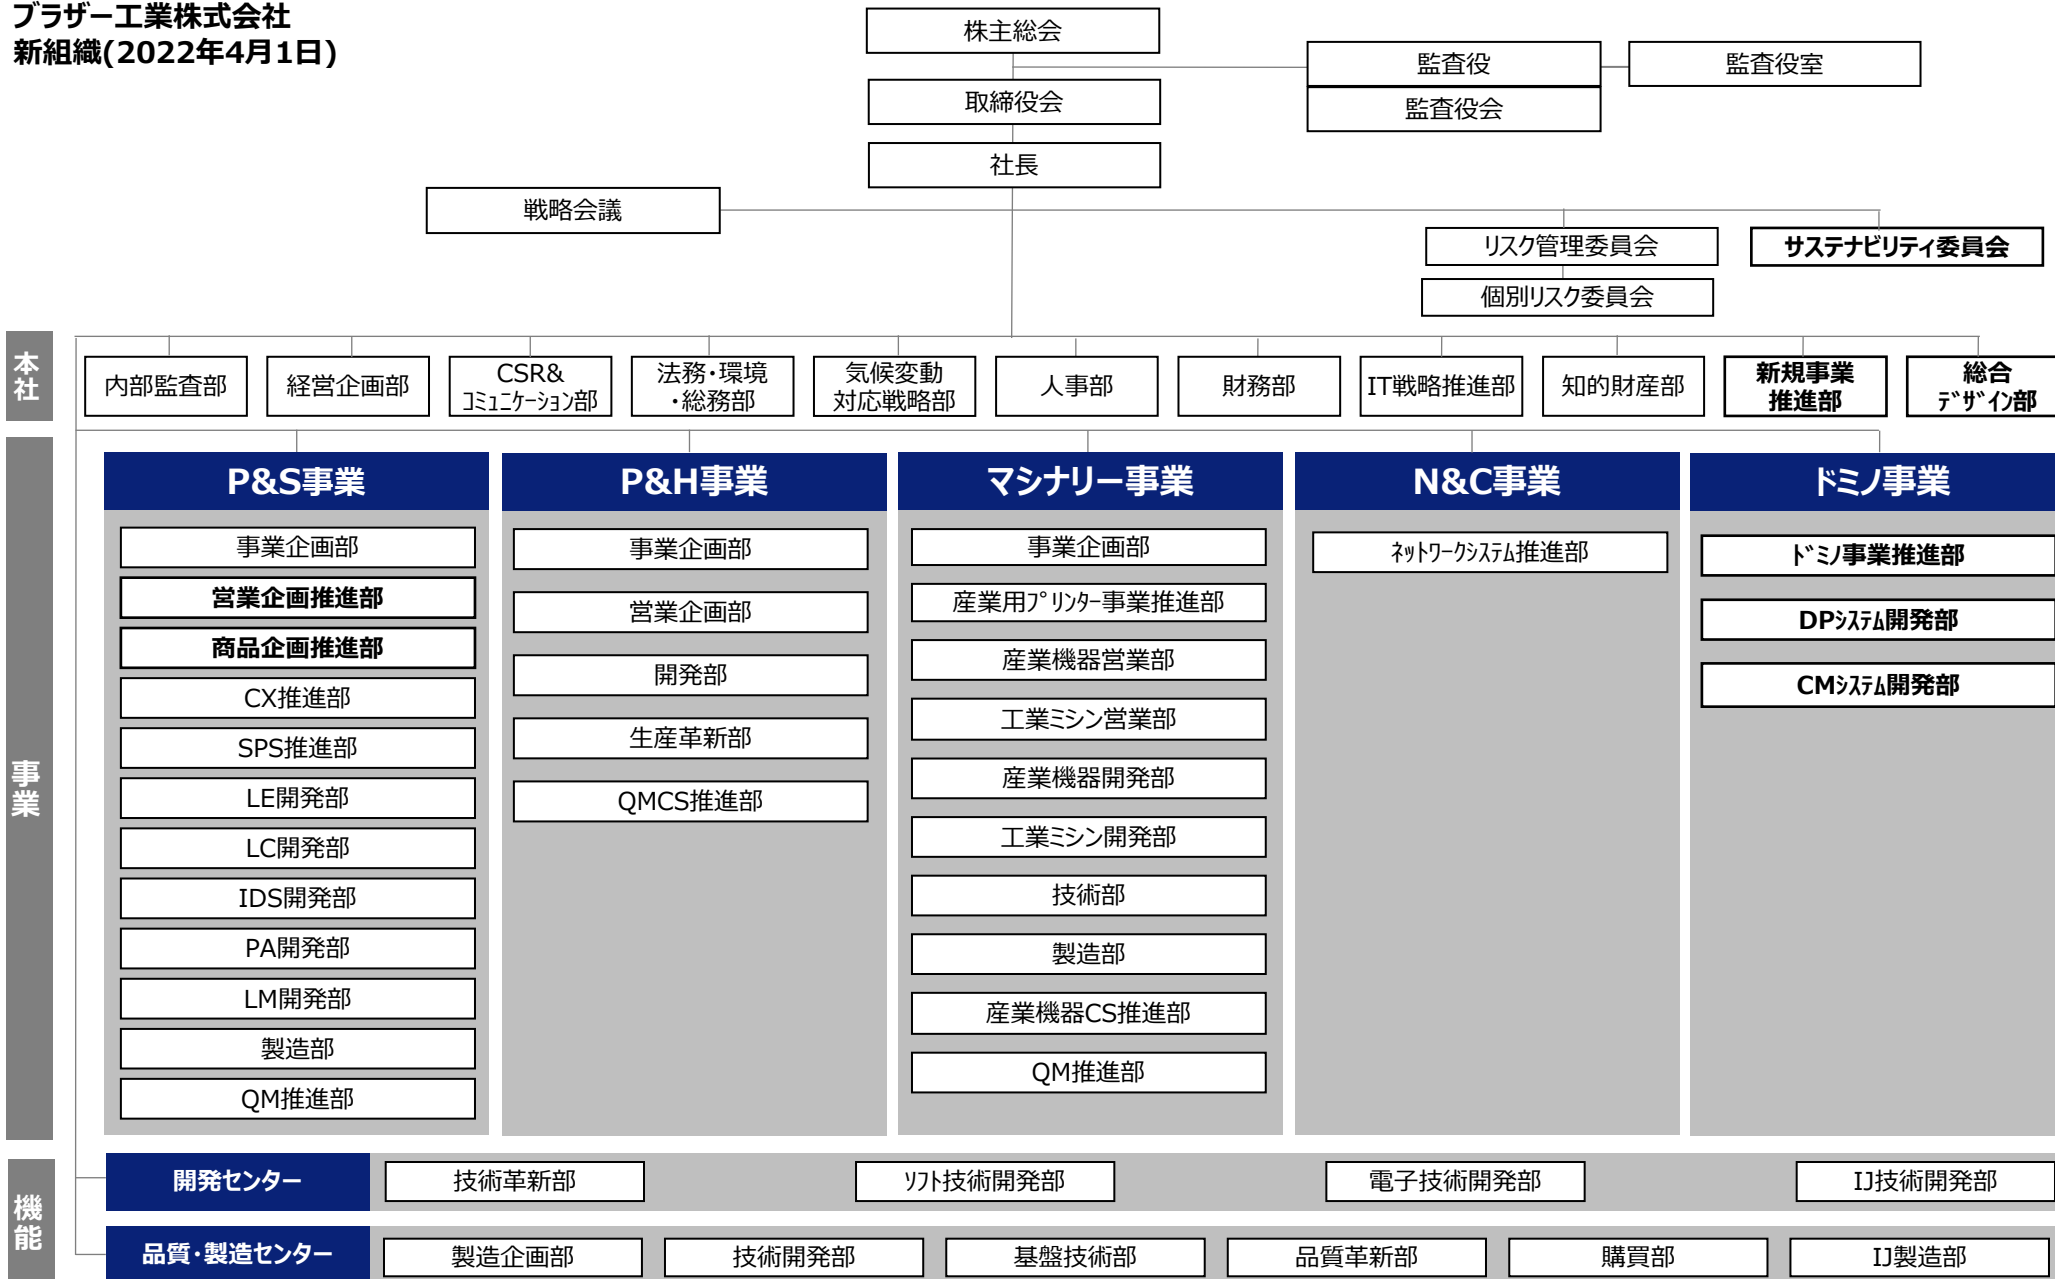 ブラザー工業株式会社
新組織(2022年4月1日)
株主総会
監査役
監査役室
取締役会
監査役会
社長
戦略会議
リスク管理委員会
サステナビリティ委員会
個別リスク委員会
本社
内部監査部
経営企画部
CSR&
ｺﾐｭﾆｹｰｼｮﾝ部
法務・環境
・総務部
気候変動
対応戦略部
人事部
財務部
IT戦略推進部
知的財産部
新規事業
推進部
総合
ﾃﾞｻﾞｲﾝ部
事業
P&S事業
事業企画部
営業企画推進部
商品企画推進部
CX推進部
SPS推進部
LE開発部
LC開発部
IDS開発部
PA開発部
LM開発部
製造部
QM推進部
P&H事業
事業企画部
営業企画部
開発部
生産革新部
QMCS推進部
マシナリー事業
事業企画部
産業用ﾌﾟﾘﾝﾀｰ事業推進部
産業機器営業部
工業ミシン営業部
産業機器開発部
工業ミシン開発部
技術部
製造部
産業機器CS推進部
QM推進部
N&C事業
ﾈｯﾄﾜｰｸｼｽﾃﾑ推進部
ドミノ事業
ﾄﾞﾐﾉ事業推進部
DPｼｽﾃﾑ開発部
CMｼｽﾃﾑ開発部
機能
開発センター
技術革新部
ｿﾌﾄ技術開発部
電子技術開発部
IJ技術開発部
品質・製造センター
製造企画部
技術開発部
基盤技術部
品質革新部
購買部
IJ製造部